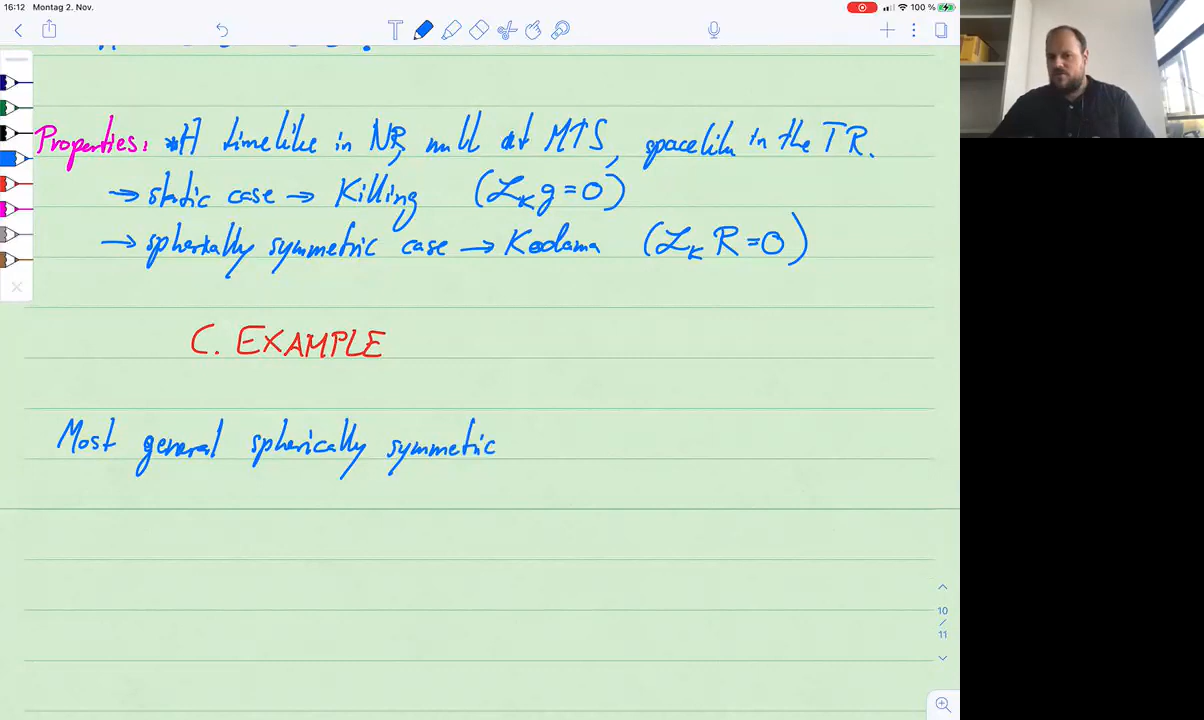 16:12 Montag 2. Nov. 100 %
Properties: *H timelike in NR, null at MTS, spacelike in the TR.
→ static case → Killing (ℒ_K g = 0)
→ spherically symmetric case → Kodama (ℒ_K R = 0)
C. EXAMPLE
Most general spherically symmetric
10
/
11